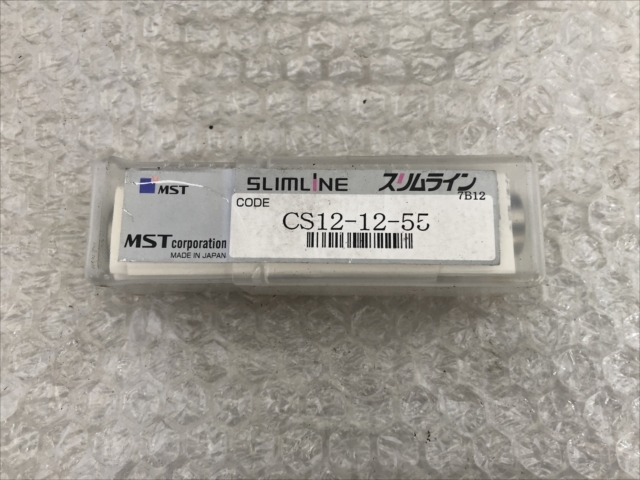 MST
SLIMLINE
スリムライン
7B12
CODE
CS12-12-55
MST corporation
MADE IN JAPAN